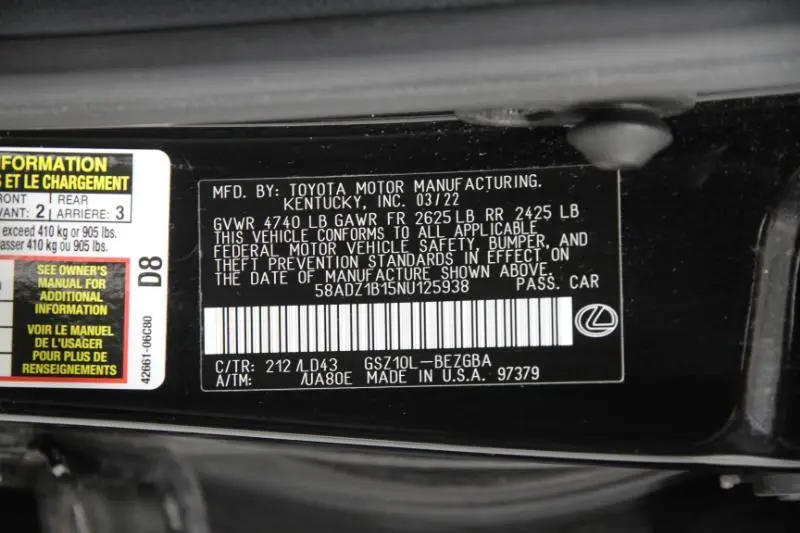 FORMATION
S ET LE CHARGEMENT
FRONT REAR
VANT: 2 ARRIÈRE: 3
exceed 410 kg or 905 lbs.
asser 410 kg ou 905 lbs.
SEE OWNER'S
MANUAL FOR
ADDITIONAL
INFORMATION
VOIR LE MANUEL
DE L'USAGER
POUR PLUS DE
RENSEIGNEMENTS
D8
42661-06C80
MFD. BY: TOYOTA MOTOR MANUFACTURING.
KENTUCKY, INC. 03/22
GVWR 4740 LB GAWR FR 2625 LB RR 2425 LB
THIS VEHICLE CONFORMS TO ALL APPLICABLE
FEDERAL MOTOR VEHICLE SAFETY, BUMPER, AND
THEFT PREVENTION STANDARDS IN EFFECT ON
THE DATE OF MANUFACTURE SHOWN ABOVE.
58ADZ1B15NU125938 PASS. CAR
C/TR: 212/LD43 GSZ10L-BEZGBA
A/TM: /UA80E MADE IN U.S.A. 97379